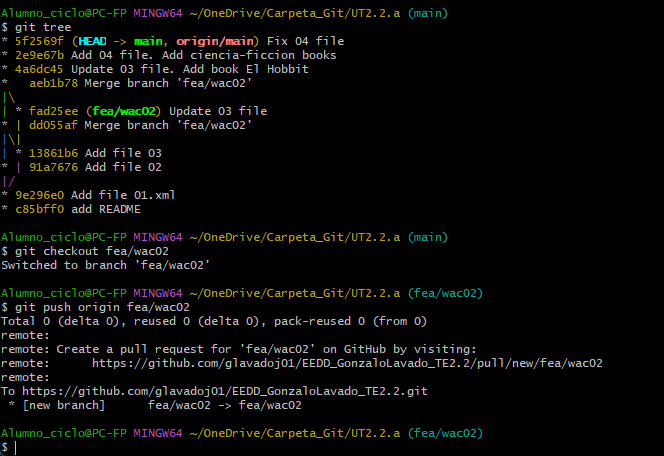 Alumno_ciclo@PC-FP MINGW64 ~/OneDrive/Carpeta_Git/UT2.2.a (main)
$ git tree
* 5f2569f (HEAD -> main, origin/main) Fix 04 file
* 2e9e67b Add 04 file. Add ciencia-ficcion books
* 4a6dc45 Update 03 file. Add book El Hobbit
*   aeb1b78 Merge branch 'fea/wac02'
|\
| * fad25ee (fea/wac02) Update 03 file
* | dd055af Merge branch 'fea/wac02'
|\|
| * 13861b6 Add file 03
* | 91a7676 Add file 02
|/
* 9e296e0 Add file 01.xml
* c85bff0 add README

Alumno_ciclo@PC-FP MINGW64 ~/OneDrive/Carpeta_Git/UT2.2.a (main)
$ git checkout fea/wac02
Switched to branch 'fea/wac02'

Alumno_ciclo@PC-FP MINGW64 ~/OneDrive/Carpeta_Git/UT2.2.a (fea/wac02)
$ git push origin fea/wac02
Total 0 (delta 0), reused 0 (delta 0), pack-reused 0 (from 0)
remote:
remote: Create a pull request for 'fea/wac02' on GitHub by visiting:
remote:      https://github.com/glavadoj01/EEDD_GonzaloLavado_TE2.2/pull/new/fea/wac02
remote:
To https://github.com/glavadoj01/EEDD_GonzaloLavado_TE2.2.git
 * [new branch]      fea/wac02 -> fea/wac02

Alumno_ciclo@PC-FP MINGW64 ~/OneDrive/Carpeta_Git/UT2.2.a (fea/wac02)
$